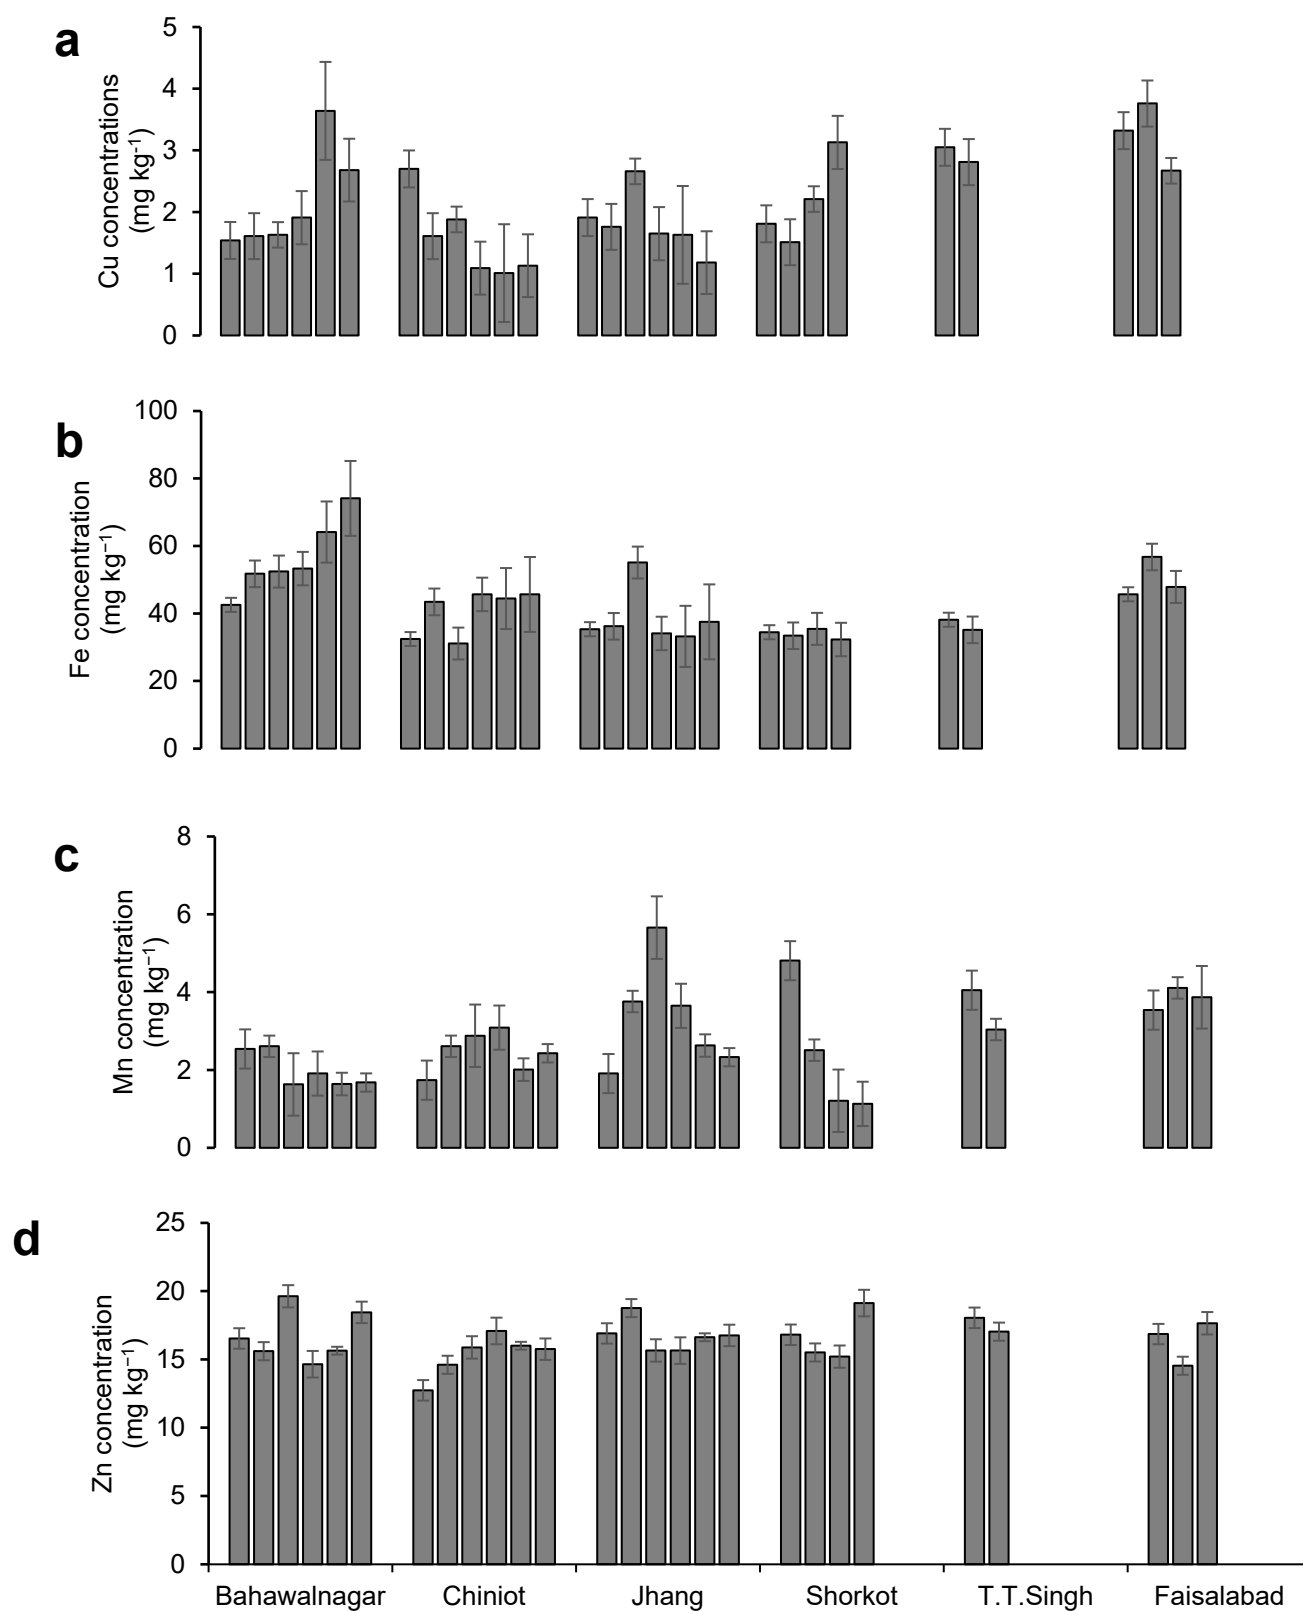 a
Cu concentrations
(mg kg-1)
5
4
3
2
1
0
b
Fe concentration
(mg kg−1)
100
80
60
40
20
0
c
Mn concentration
(mg kg−1)
8
6
4
2
0
d
Zn concentration
(mg kg−1)
25
20
15
10
5
0
Bahawalnagar Chiniot Jhang Shorkot T.T.Singh Faisalabad